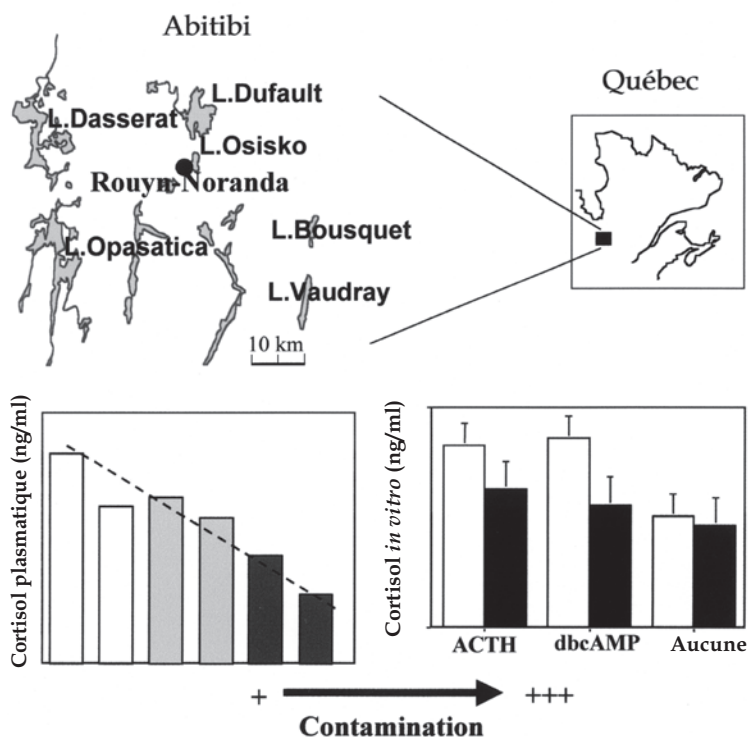 Abitibi
Québec
L.Dufault
L.Dasserat
L.Osisko
Rouyn-Noranda
L.Opasatica
L.Bousquet
L.Vaudray
10 km
Cortisol plasmatique (ng/ml)
Cortisol in vitro (ng/ml)
ACTH dbcAMP Aucune
+ +++
Contamination